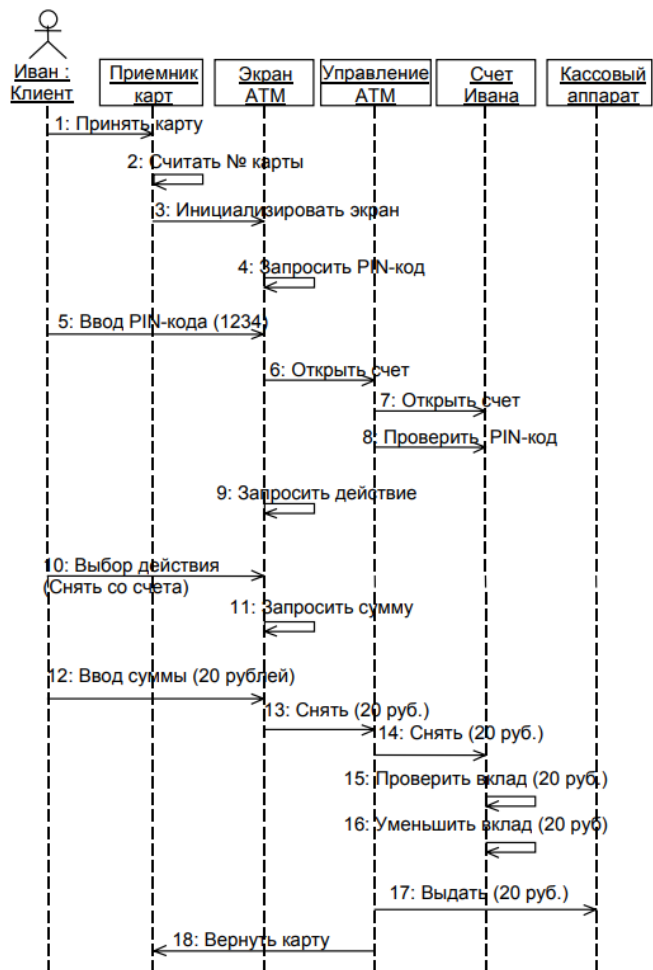 Иван :
Клиент
Приемник
карт
Экран
АТМ
Управление
АТМ
Счет
Ивана
Кассовый
аппарат
1: Принять карту
2: Считать № карты
3: Инициализировать экран
4: Запросить PIN-код
5: Ввод PIN-кода (1234)
6: Открыть счет
7: Открыть счет
8: Проверить PIN-код
9: Запросить действие
10: Выбор действия
(Снять со счета)
11: Запросить сумму
12: Ввод суммы (20 рублей)
13: Снять (20 руб.)
14: Снять (20 руб.)
15: Проверить вклад (20 руб.)
16: Уменьшить вклад (20 руб)
17: Выдать (20 руб.)
18: Вернуть карту